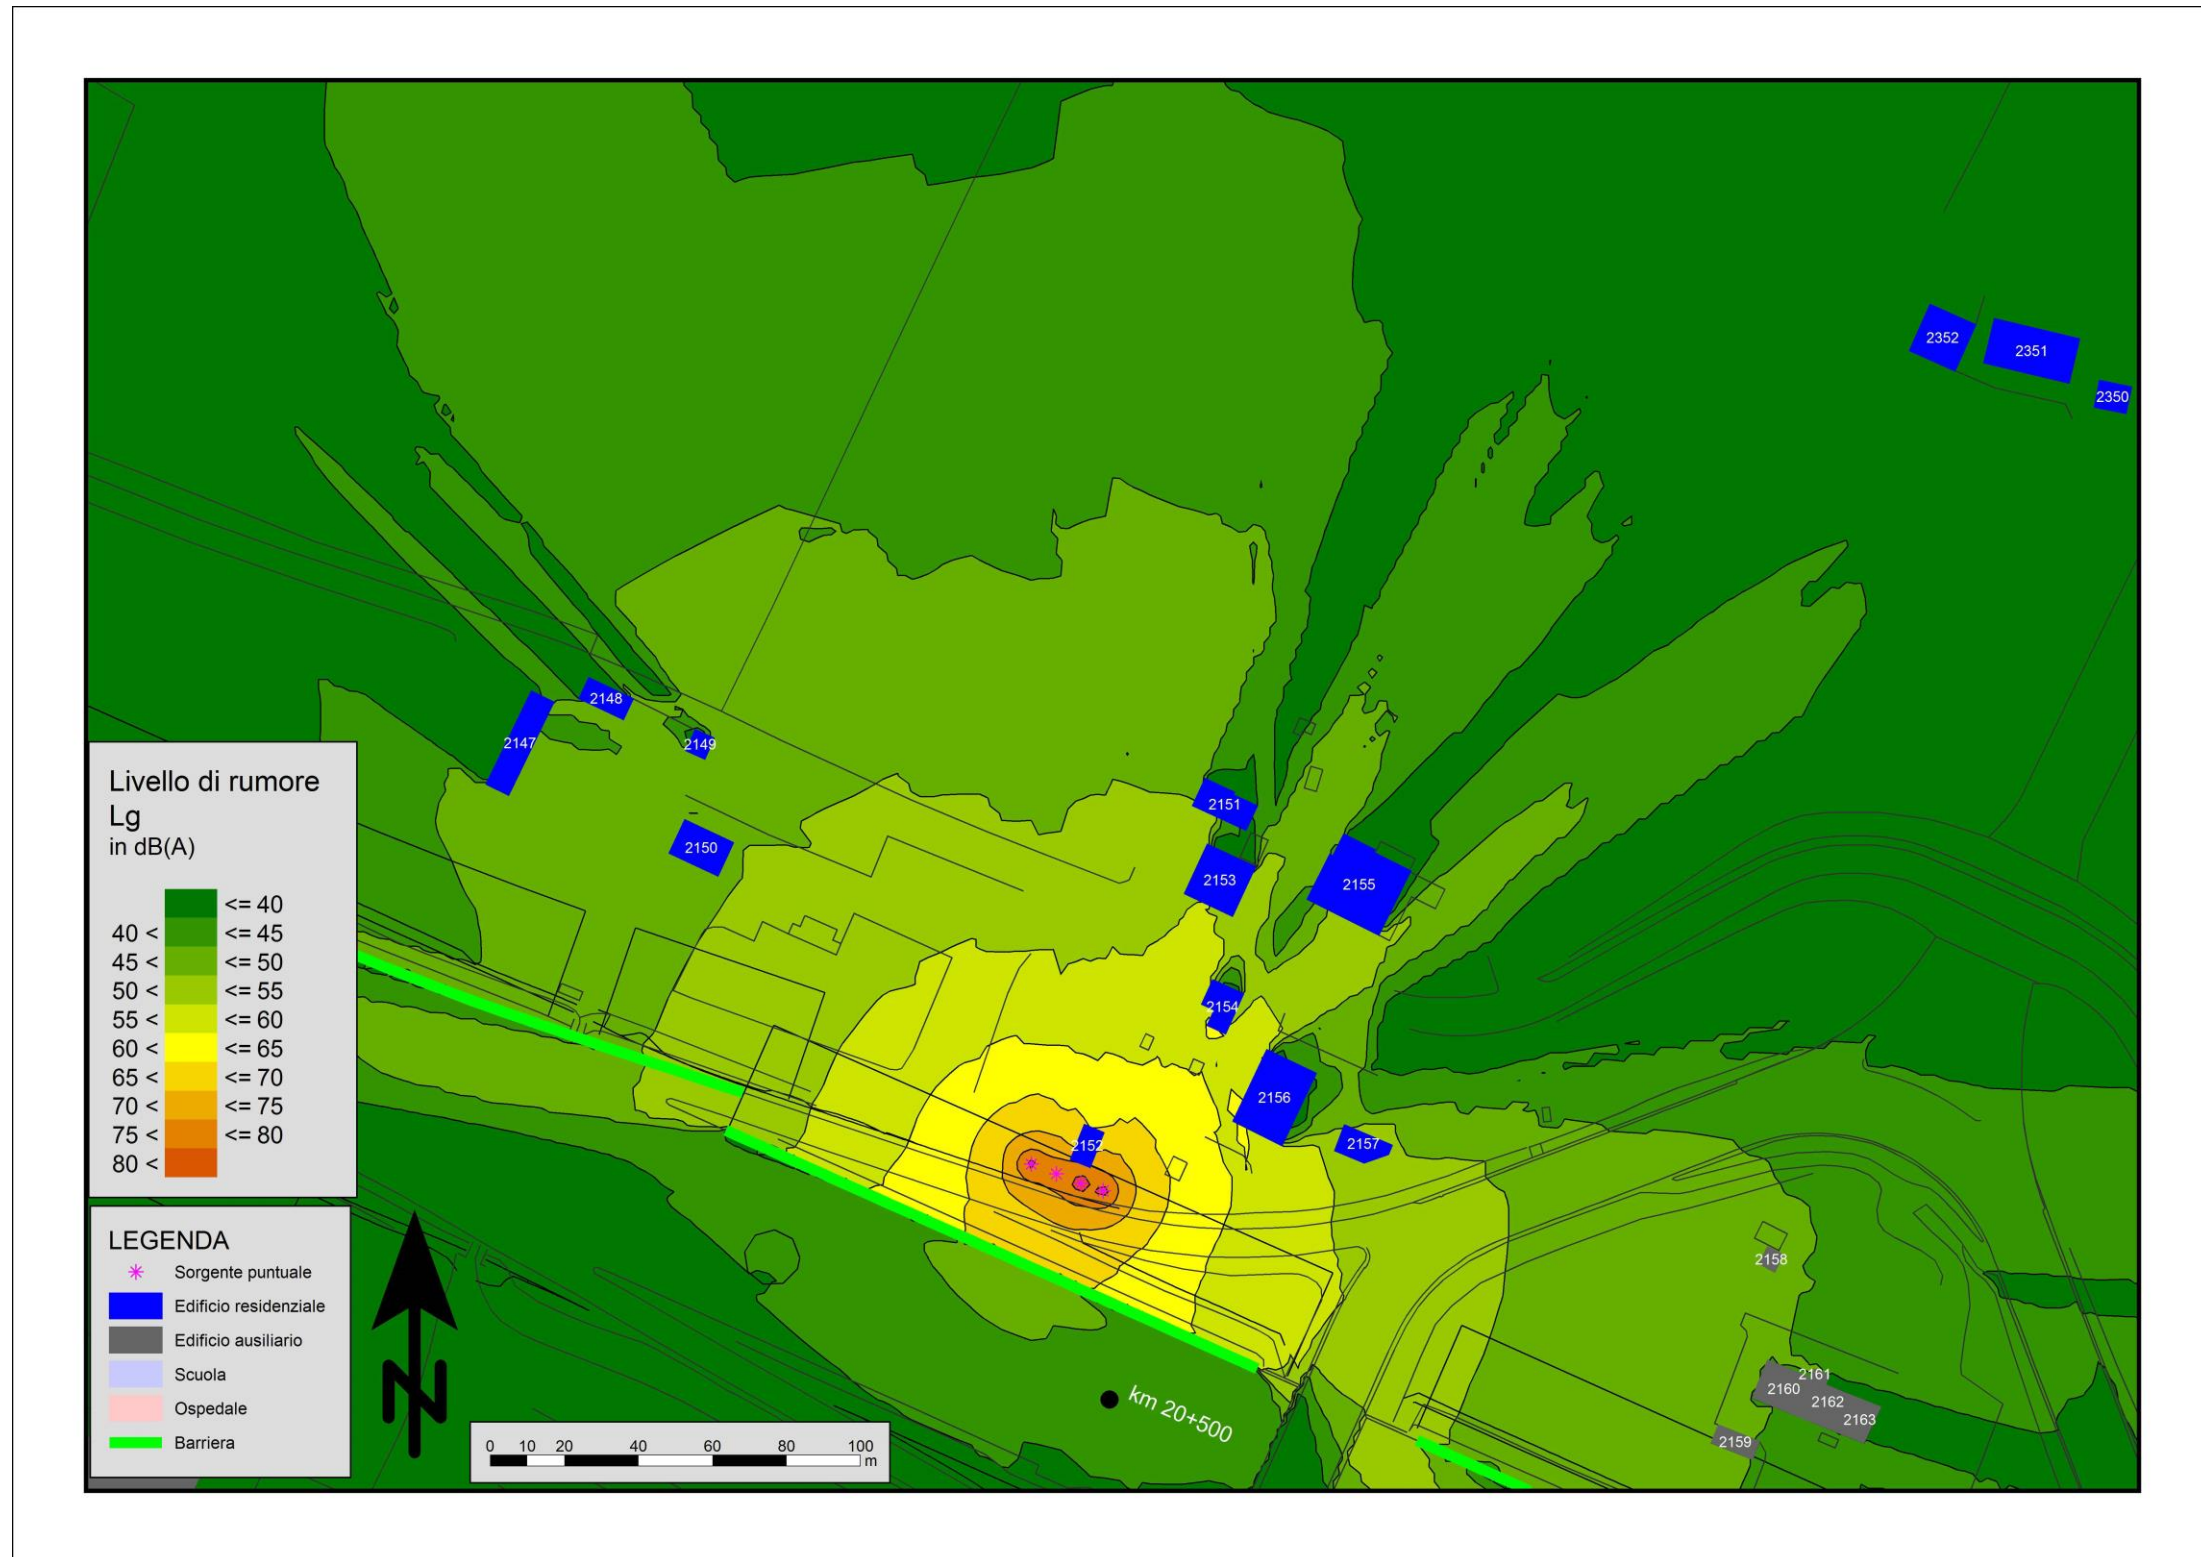 2352
2351
2350
2148
2147
2149
2151
2150
2153
2155
2154
2156
2152
2157
2158
2161
2160
2162
2163
2159
km 20+500
Livello di rumore
Lg
in dB(A)
<= 40
40 < <= 45
45 < <= 50
50 < <= 55
55 < <= 60
60 < <= 65
65 < <= 70
70 < <= 75
75 < <= 80
80 <
LEGENDA
Sorgente puntuale
Edificio residenziale
Edificio ausiliario
Scuola
Ospedale
Barriera
N
0 10 20 40 60 80 100
m